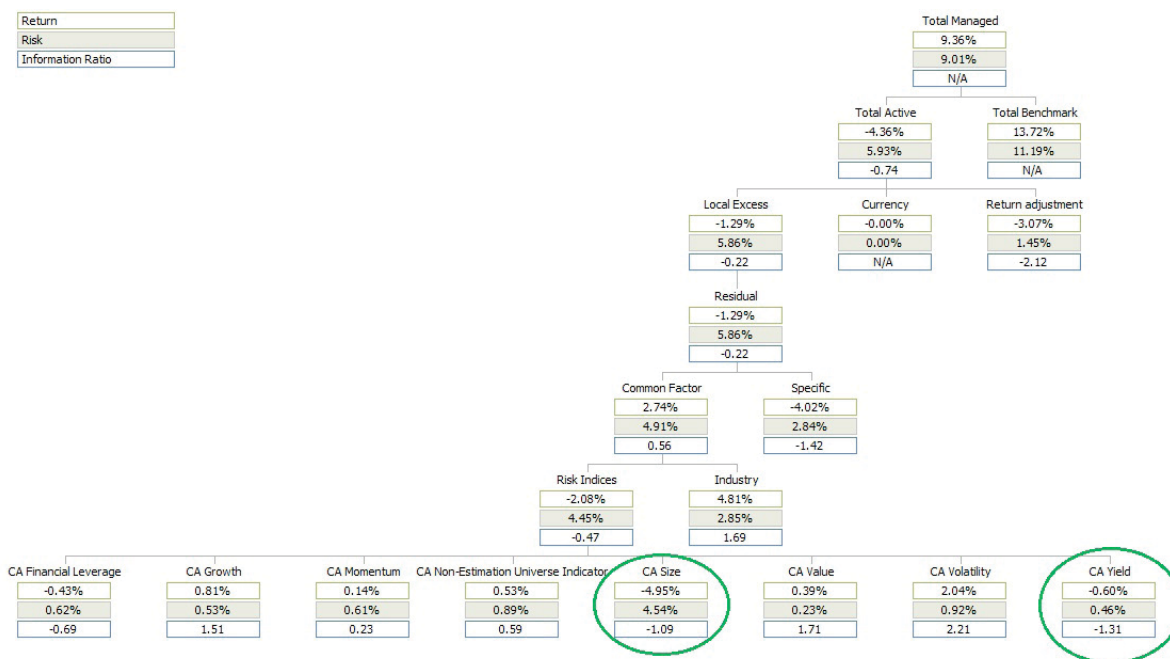 Return
Risk
Information Ratio
Total Managed
9.36%
9.01%
N/A
Total Active
-4.36%
5.93%
-0.74
Total Benchmark
13.72%
11.19%
N/A
Local Excess
-1.29%
5.86%
-0.22
Currency
-0.00%
0.00%
N/A
Return adjustment
-3.07%
1.45%
-2.12
Residual
-1.29%
5.86%
-0.22
Common Factor
2.74%
4.91%
0.56
Specific
-4.02%
2.84%
-1.42
Risk Indices
-2.08%
4.45%
-0.47
Industry
4.81%
2.85%
1.69
CA Financial Leverage
-0.43%
0.62%
-0.69
CA Growth
0.81%
0.53%
1.51
CA Momentum
0.14%
0.61%
0.23
CA Non-Estimation Universe Indicator
0.53%
0.89%
0.59
CA Size
-4.95%
4.54%
-1.09
CA Value
0.39%
0.23%
1.71
CA Volatility
2.04%
0.92%
2.21
CA Yield
-0.60%
0.46%
-1.31